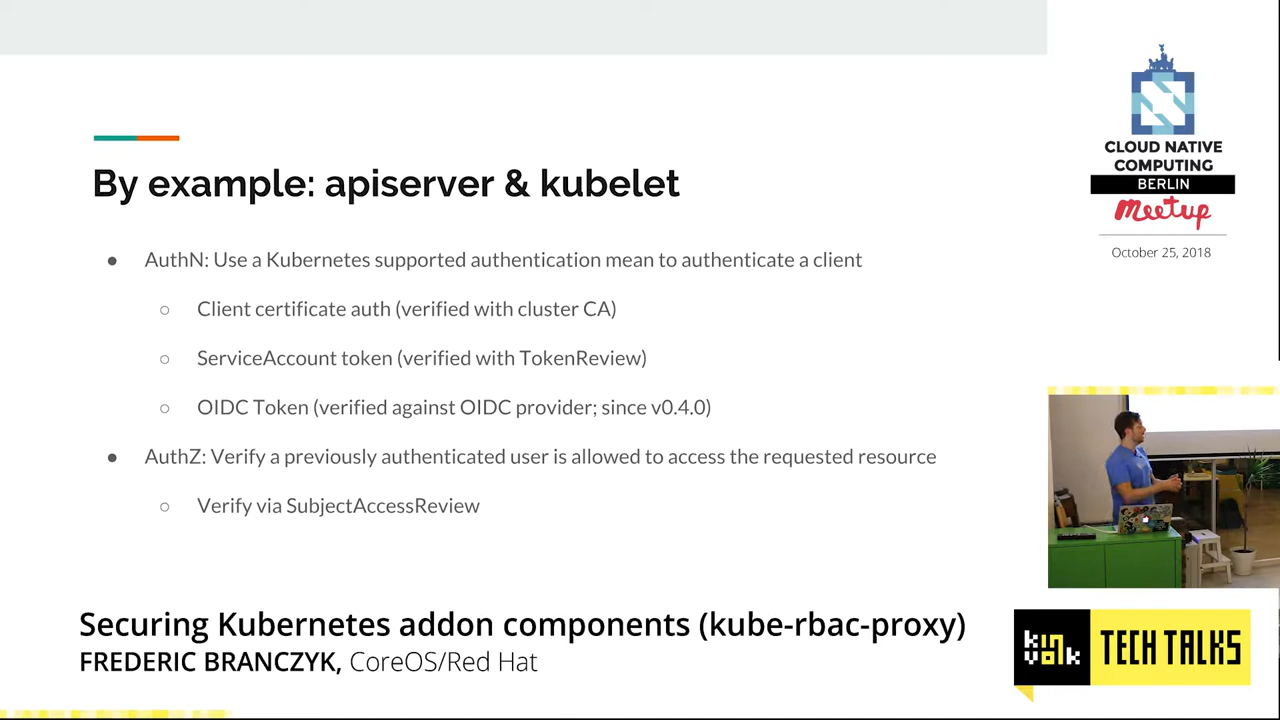 By example: apiserver & kubelet
● AuthN: Use a Kubernetes supported authentication mean to authenticate a client
○ Client certificate auth (verified with cluster CA)
○ ServiceAccount token (verified with TokenReview)
○ OIDC Token (verified against OIDC provider; since v0.4.0)
● AuthZ: Verify a previously authenticated user is allowed to access the requested resource
○ Verify via SubjectAccessReview
CLOUD NATIVE
COMPUTING
BERLIN
meetup
October 25, 2018
Securing Kubernetes addon components (kube-rbac-proxy)
FREDERIC BRANCZYK, CoreOS/Red Hat
kinvolk
TECH TALKS